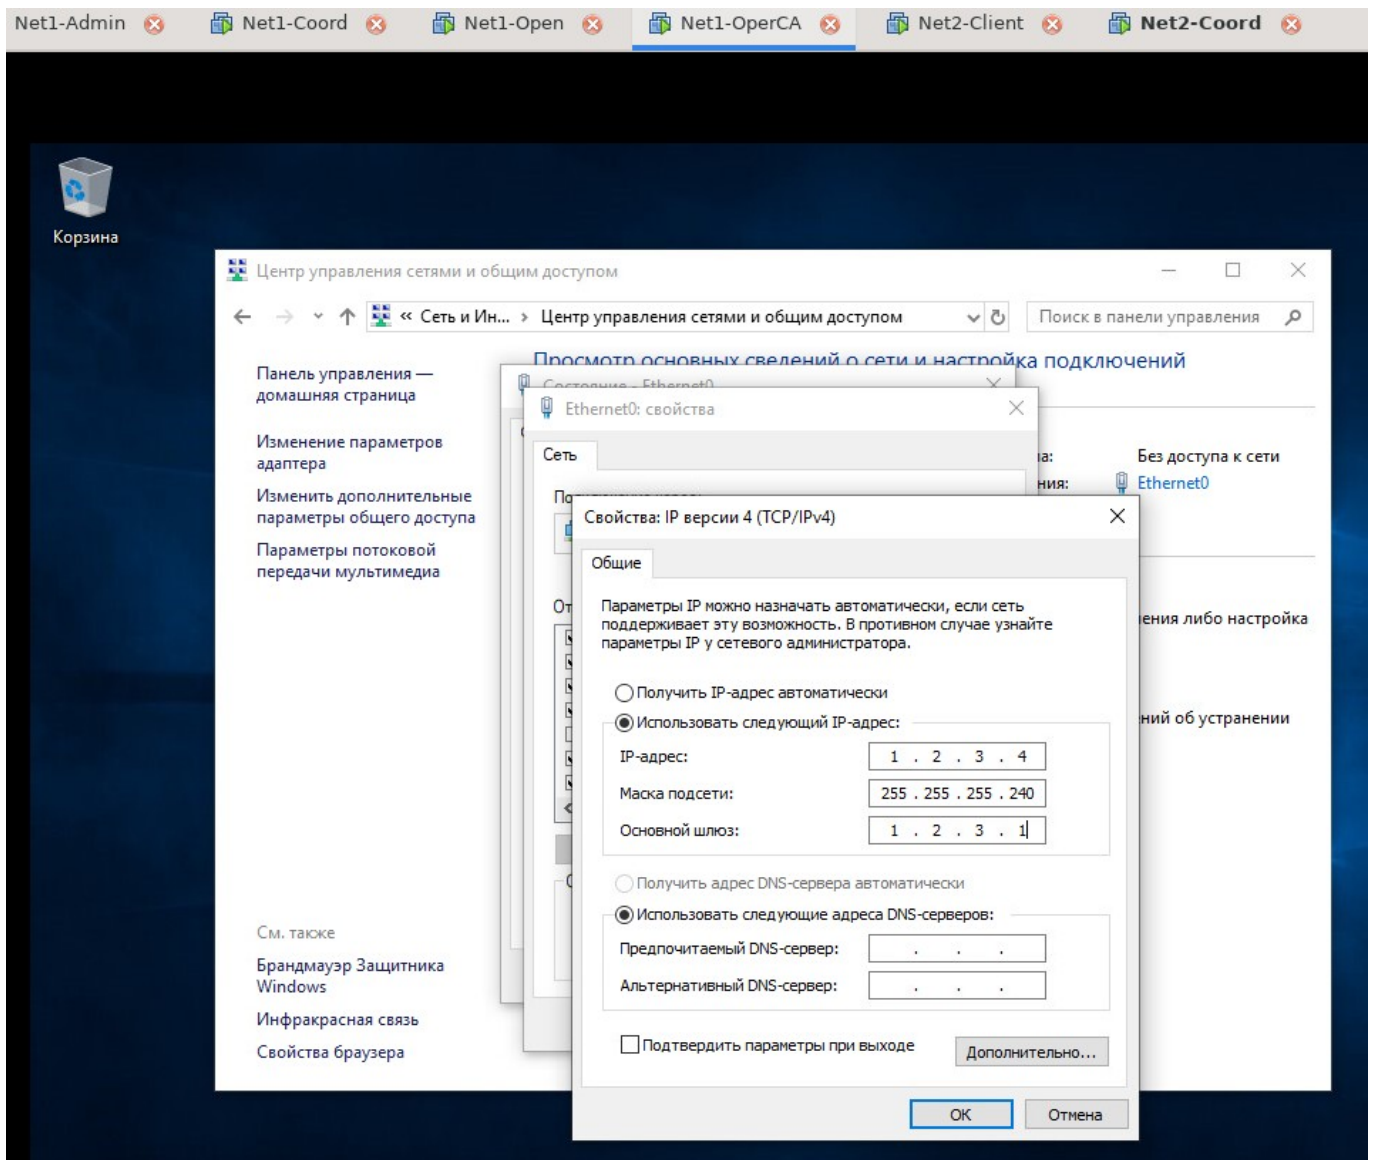 Net1-Admin Net1-Coord Net1-Open Net1-OperCA Net2-Client Net2-Coord
Корзина
Центр управления сетями и общим доступом
« Сеть и Ин... › Центр управления сетями и общим доступом
Поиск в панели управления
Панель управления —
домашняя страница
Изменение параметров
адаптера
Изменить дополнительные
параметры общего доступа
Параметры потоковой
передачи мультимедиа
См. также
Брандмауэр Защитника
Windows
Инфракрасная связь
Свойства браузера
Просмотр основных сведений о сети и настройка подключений
Без доступа к сети
Ethernet0
либо настройка
об устранении
Состояние - Ethernet0
Ethernet0: свойства
Сеть
Свойства: IP версии 4 (TCP/IPv4)
Общие
Параметры IP можно назначать автоматически, если сеть
поддерживает эту возможность. В противном случае узнайте
параметры IP у сетевого администратора.
Получить IP-адрес автоматически
Использовать следующий IP-адрес:
IP-адрес: 1 . 2 . 3 . 4
Маска подсети: 255 . 255 . 255 . 240
Основной шлюз: 1 . 2 . 3 . 1
Получить адрес DNS-сервера автоматически
Использовать следующие адреса DNS-серверов:
Предпочитаемый DNS-сервер: . . .
Альтернативный DNS-сервер: . . .
Подтвердить параметры при выходе
Дополнительно...
ОК
Отмена